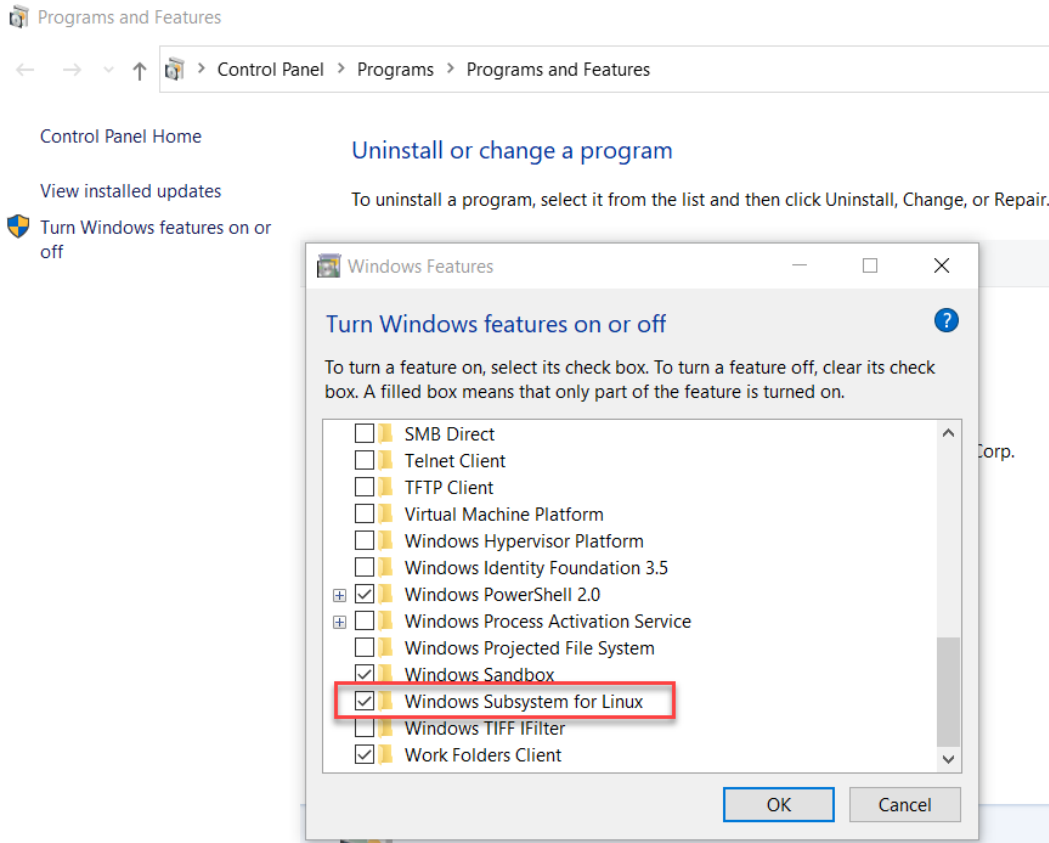 Programs and Features
Control Panel > Programs > Programs and Features
Control Panel Home
View installed updates
Turn Windows features on or
off
Uninstall or change a program
To uninstall a program, select it from the list and then click Uninstall, Change, or Repair.
Corp.
Windows Features
Turn Windows features on or off
?
To turn a feature on, select its check box. To turn a feature off, clear its check
box. A filled box means that only part of the feature is turned on.
SMB Direct
Telnet Client
TFTP Client
Virtual Machine Platform
Windows Hypervisor Platform
Windows Identity Foundation 3.5
Windows PowerShell 2.0
Windows Process Activation Service
Windows Projected File System
Windows Sandbox
Windows Subsystem for Linux
Windows TIFF IFilter
Work Folders Client
OK Cancel